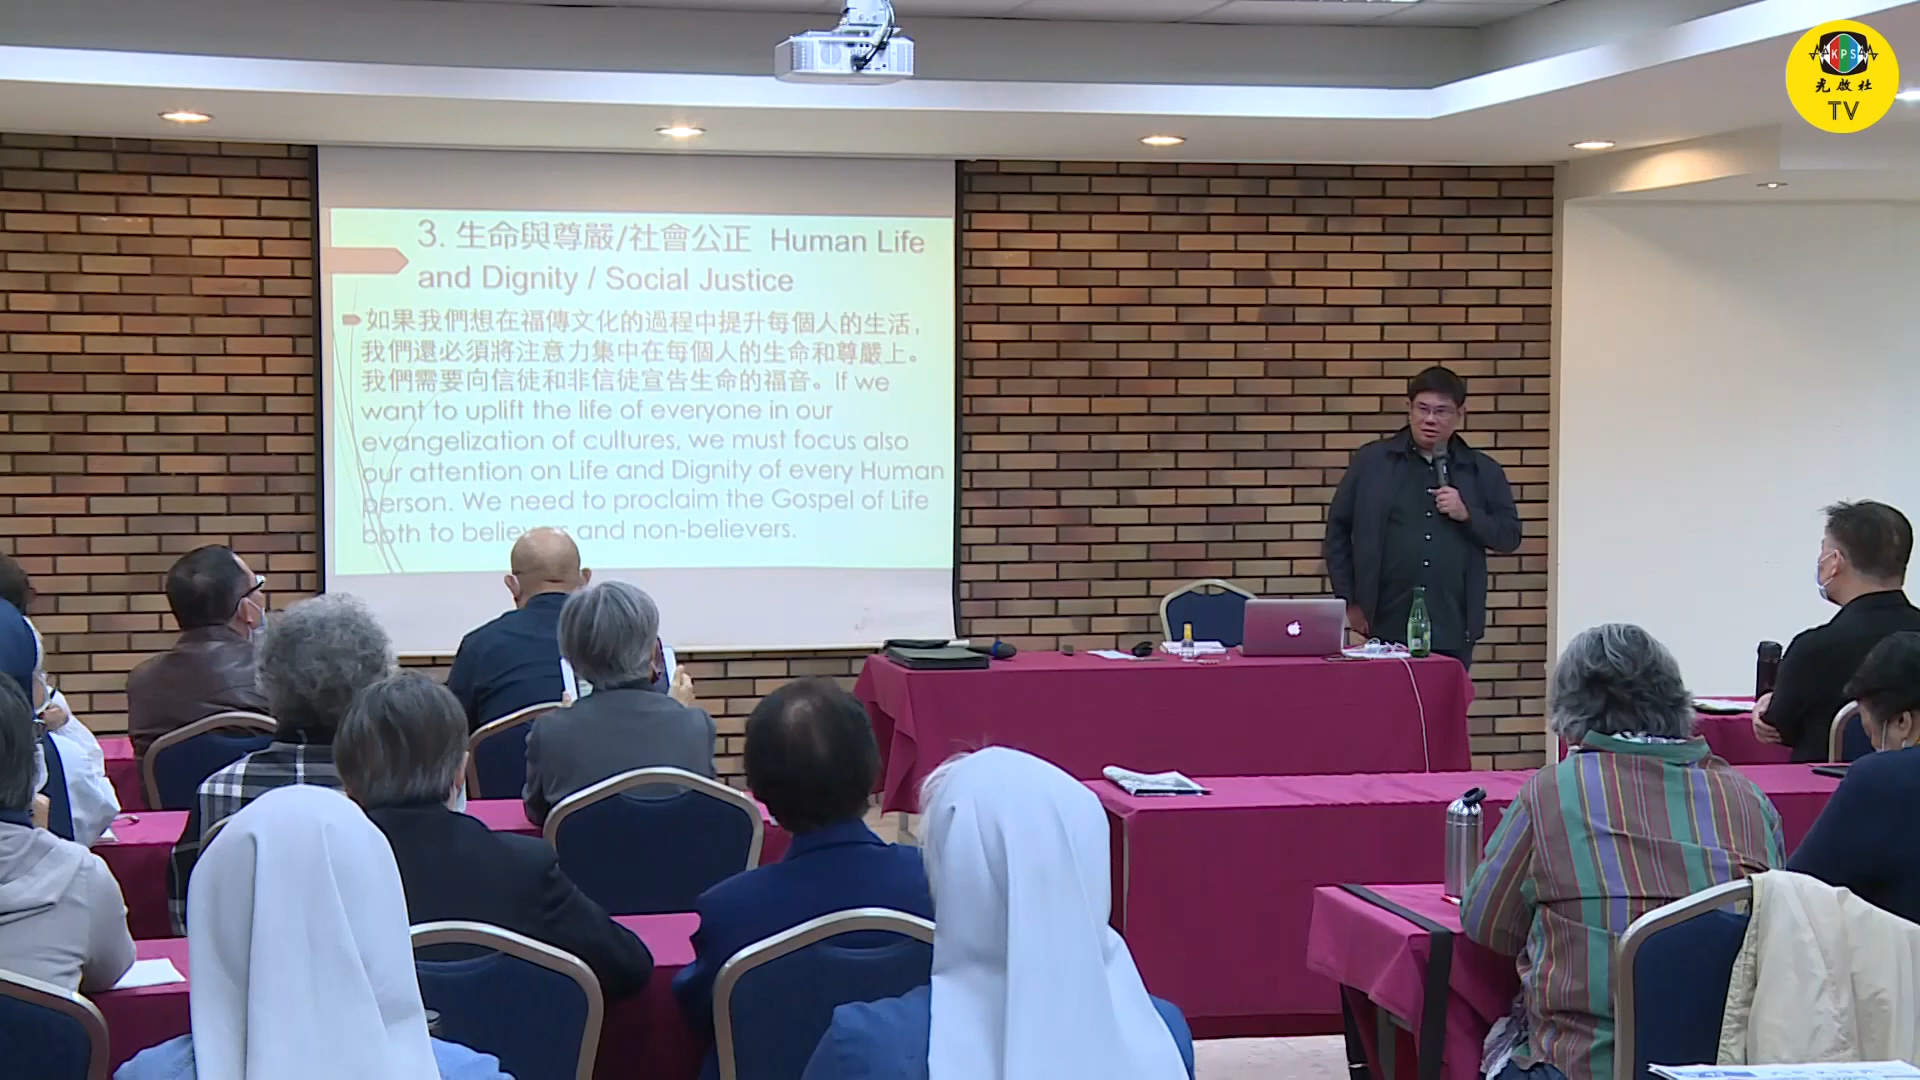 3. 生命與尊嚴/社會公正 Human Life
and Dignity / Social Justice
如果我們想在福傳文化的過程中提升每個人的生活，
我們還必須將注意力集中在每個人的生命和尊嚴上。
我們需要向信徒和非信徒宣告生命的福音。If we
want to uplift the life of everyone in our
evangelization of cultures, we must focus also
our attention on Life and Dignity of every Human
person. We need to proclaim the Gospel of Life
both to believers and non-believers.
KPS
光啟社
TV